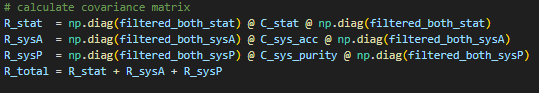 # calculate covariance matrix
R_stat  = np.diag(filtered_both_stat) @ C_stat @ np.diag(filtered_both_stat)
R_sysA  = np.diag(filtered_both_sysA) @ C_sys_acc @ np.diag(filtered_both_sysA)
R_sysP  = np.diag(filtered_both_sysP) @ C_sys_purity @ np.diag(filtered_both_sysP)
R_total = R_stat + R_sysA + R_sysP